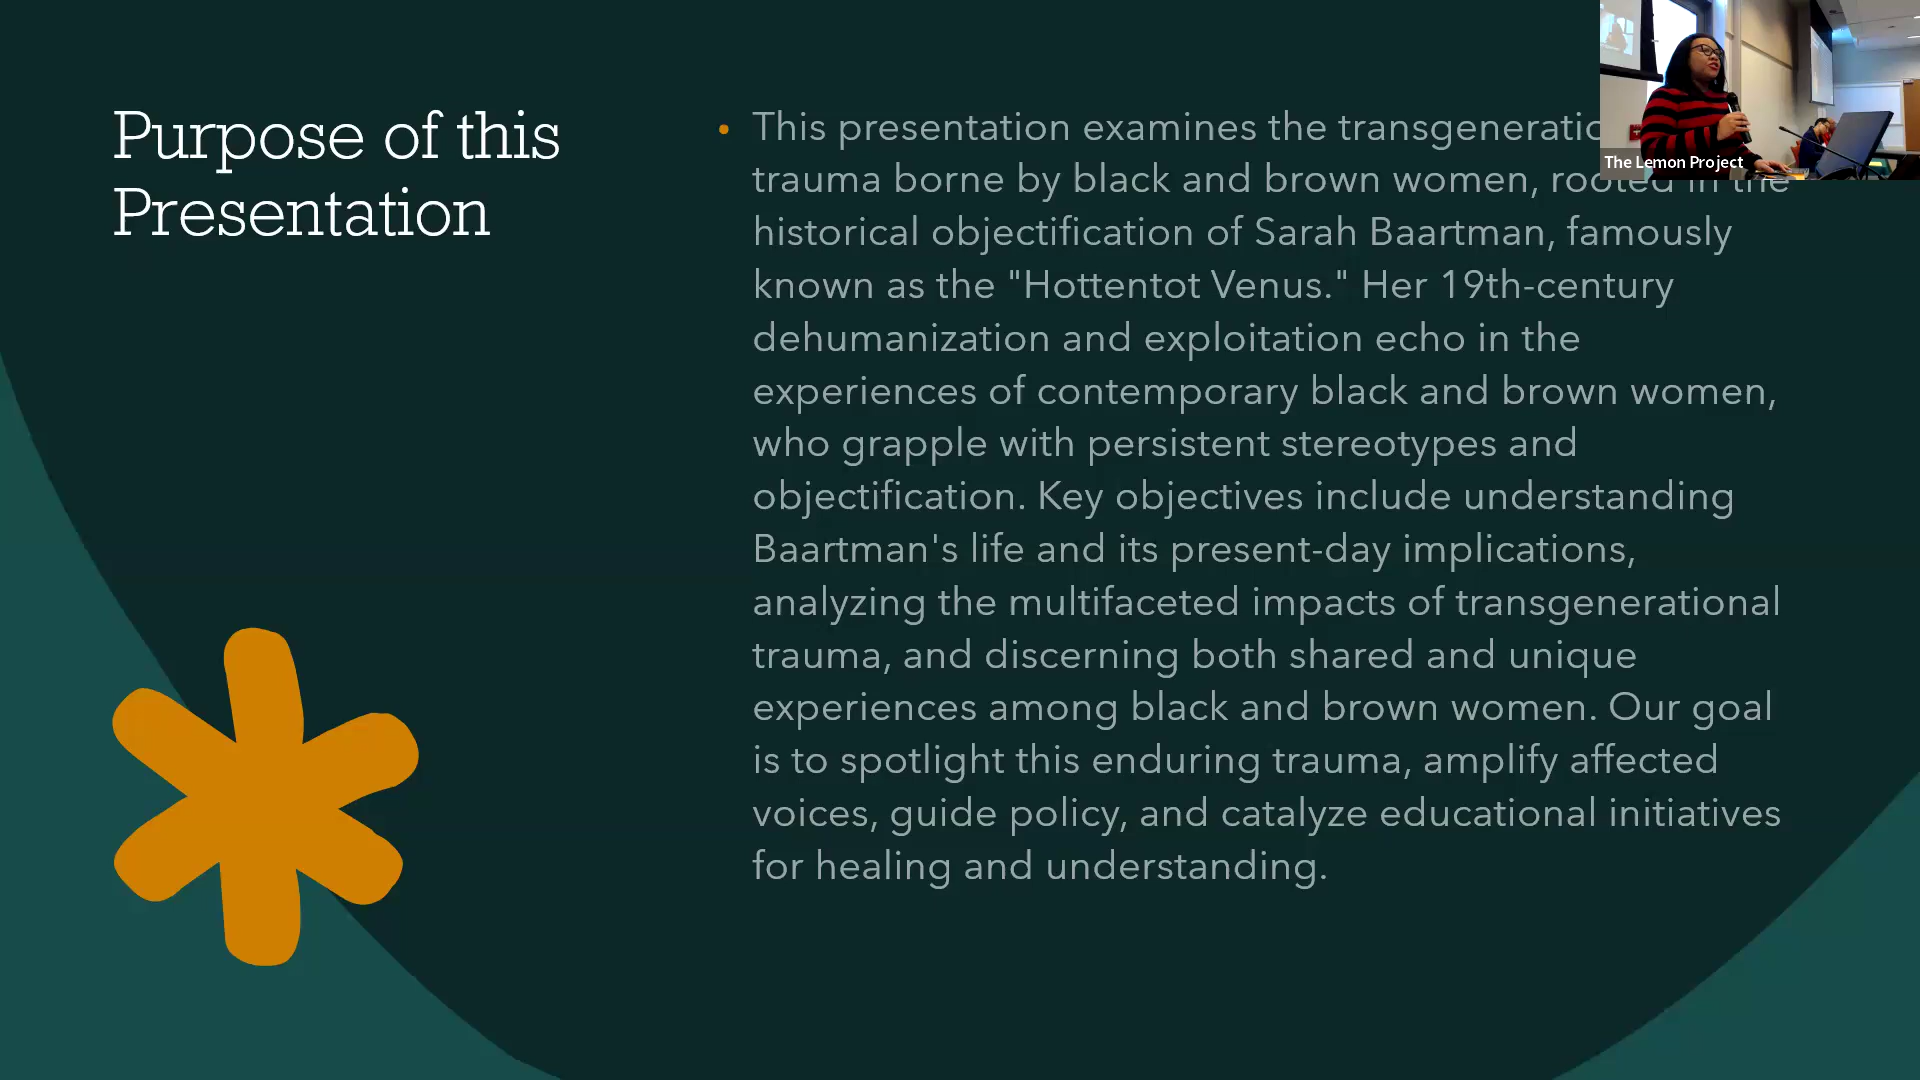 Purpose of this
Presentation
• This presentation examines the
trauma borne by black and brown women, rooted in the
historical objectification of Sarah Baartman, famously
known as the "Hottentot Venus." Her 19th-century
dehumanization and exploitation echo in the
experiences of contemporary black and brown women,
who grapple with persistent stereotypes and
objectification. Key objectives include understanding
Baartman's life and its present-day implications,
analyzing the multifaceted impacts of transgenerational
trauma, and discerning both shared and unique
experiences among black and brown women. Our goal
is to spotlight this enduring trauma, amplify affected
voices, guide policy, and catalyze educational initiatives
for healing and understanding.
The Lemon Project